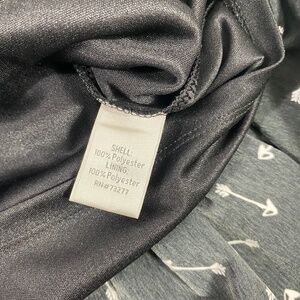 SHELL:
100% Polyester
LINING:
100% Polyester
RN#73277